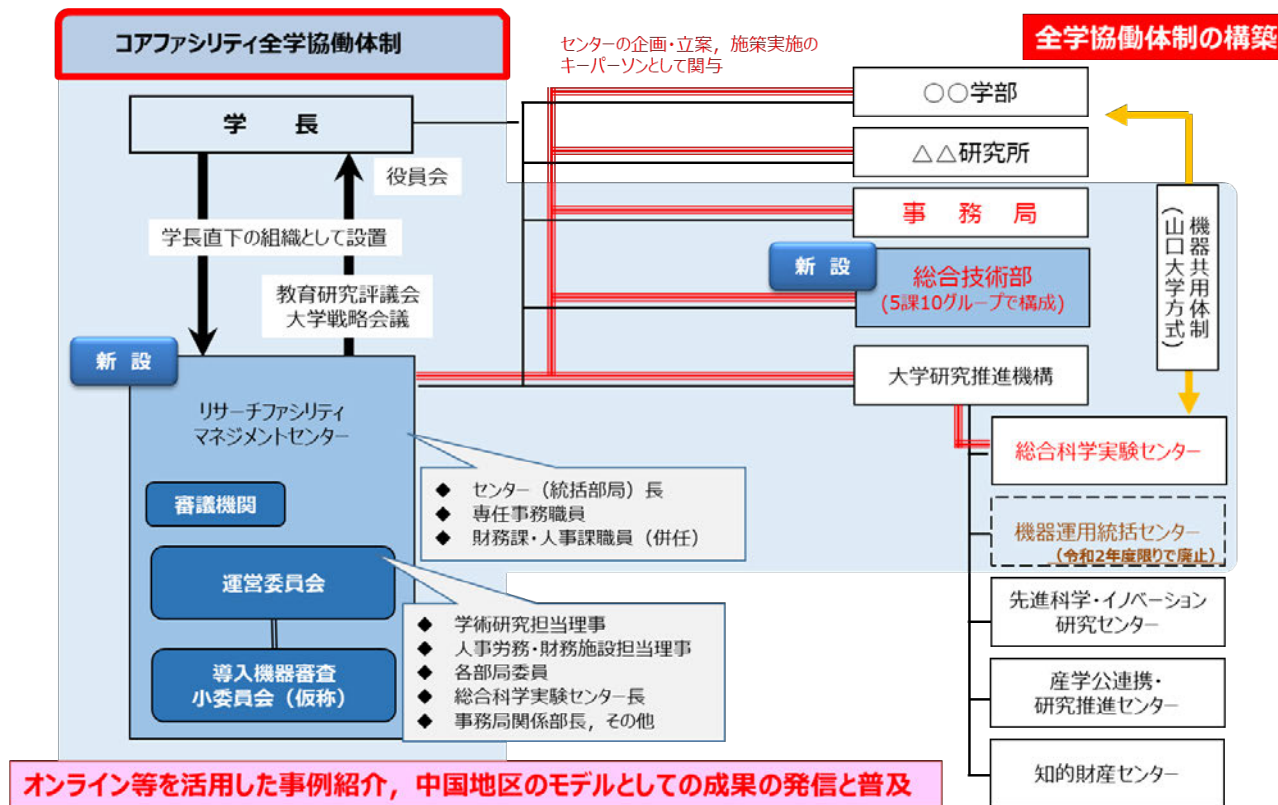 コアファシリティ全学協働体制
全学協働体制の構築
センターの企画・立案，施策実施の
キーパーソンとして関与
学　長
役員会
学長直下の組織として設置
教育研究評議会
大学戦略会議
新 設
リサーチファシリティ
マネジメントセンター
審議機関
運営委員会
導入機器審査
小委員会（仮称）
◆ センター（統括部局）長
◆ 専任事務職員
◆ 財務課・人事課職員（併任）
◆ 学術研究担当理事
◆ 人事労務・財務施設担当理事
◆ 各部局委員
◆ 総合科学実験センター長
◆ 事務局関係部長，その他
○○学部
△△研究所
事　務　局
新 設
総合技術部
(5課10グループで構成)
大学研究推進機構
機器共用体制
(山口大学方式)
総合科学実験センター
機器運用統括センター
(令和2年度限りで廃止)
先進科学・イノベーション
研究センター
産学公連携・
研究推進センター
知的財産センター
オンライン等を活用した事例紹介，中国地区のモデルとしての成果の発信と普及